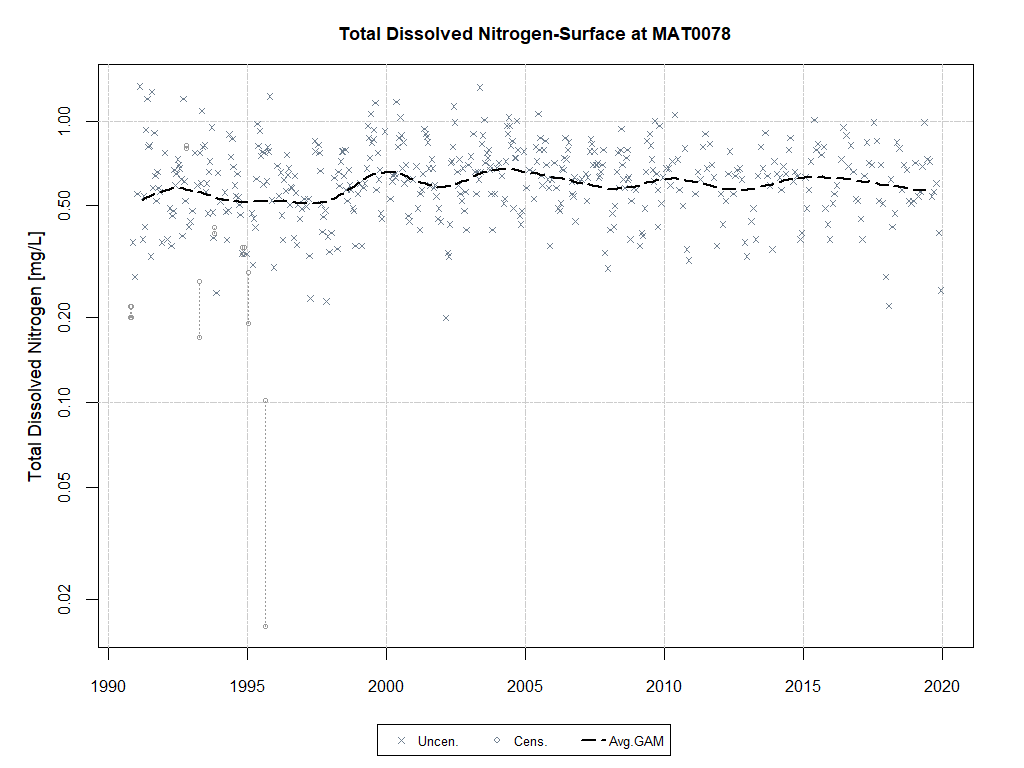 Total Dissolved Nitrogen-Surface at MAT0078
Total Dissolved Nitrogen [mg/L]
1.00
0.50
0.20
0.10
0.05
0.02
1990 1995 2000 2005 2010 2015 2020
Uncen. Cens. Avg.GAM